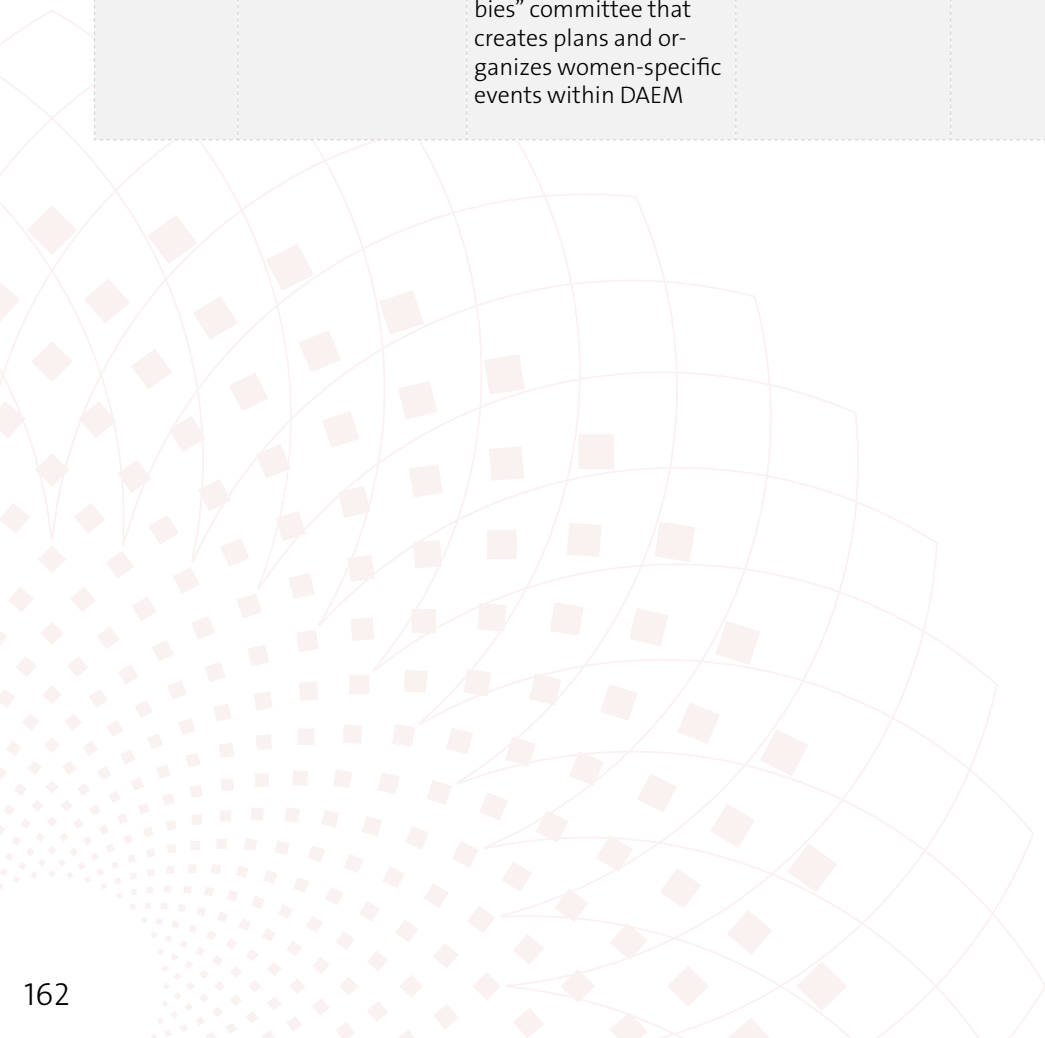 bies” committee that
creates plans and or-
ganizes women-specific
events within DAEM
162